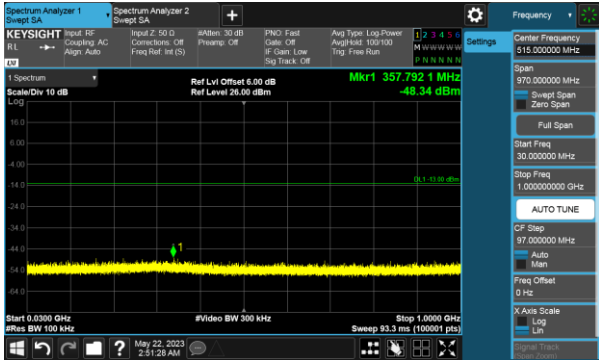 Spectrum Analyzer 1
Swept SA
Spectrum Analyzer 2
Swept SA
+
Frequency
KEYSIGHT
RL
Input: RF
Coupling: AC
Align: Auto
Input Z: 50 Ω
Corrections: Off
Freq Ref: Int (S)
#Atten: 30 dB
Preamp: Off
PNO: Fast
Gate: Off
IF Gain: Low
Sig Track: Off
Avg Type: Log-Power
Avg|Hold: 100/100
Trig: Free Run
1 2 3 4 5 6
M W W W W W
P N N N N N
LXI
1 Spectrum
Scale/Div 10 dB
Log
Ref Lvl Offset 6.00 dB
Ref Level 26.00 dBm
Mkr1 357.792 1 MHz
-48.34 dBm
16.0
6.00
-4.00
-14.0
DL1 -13.00 dBm
-24.0
-34.0
-44.0
1
-54.0
-64.0
Start 0.0300 GHz
#Res BW 100 kHz
#Video BW 300 kHz
Stop 1.0000 GHz
Sweep 93.3 ms (100001 pts)
?
May 22, 2023
2:51:28 AM
Settings
Center Frequency
515.000000 MHz
Span
970.000000 MHz
Swept Span
Zero Span
Full Span
Start Freq
30.000000 MHz
Stop Freq
1.000000000 GHz
AUTO TUNE
CF Step
97.000000 MHz
Auto
Man
Freq Offset
0 Hz
X Axis Scale
Log
Lin
Signal Track
(Span Zoom)